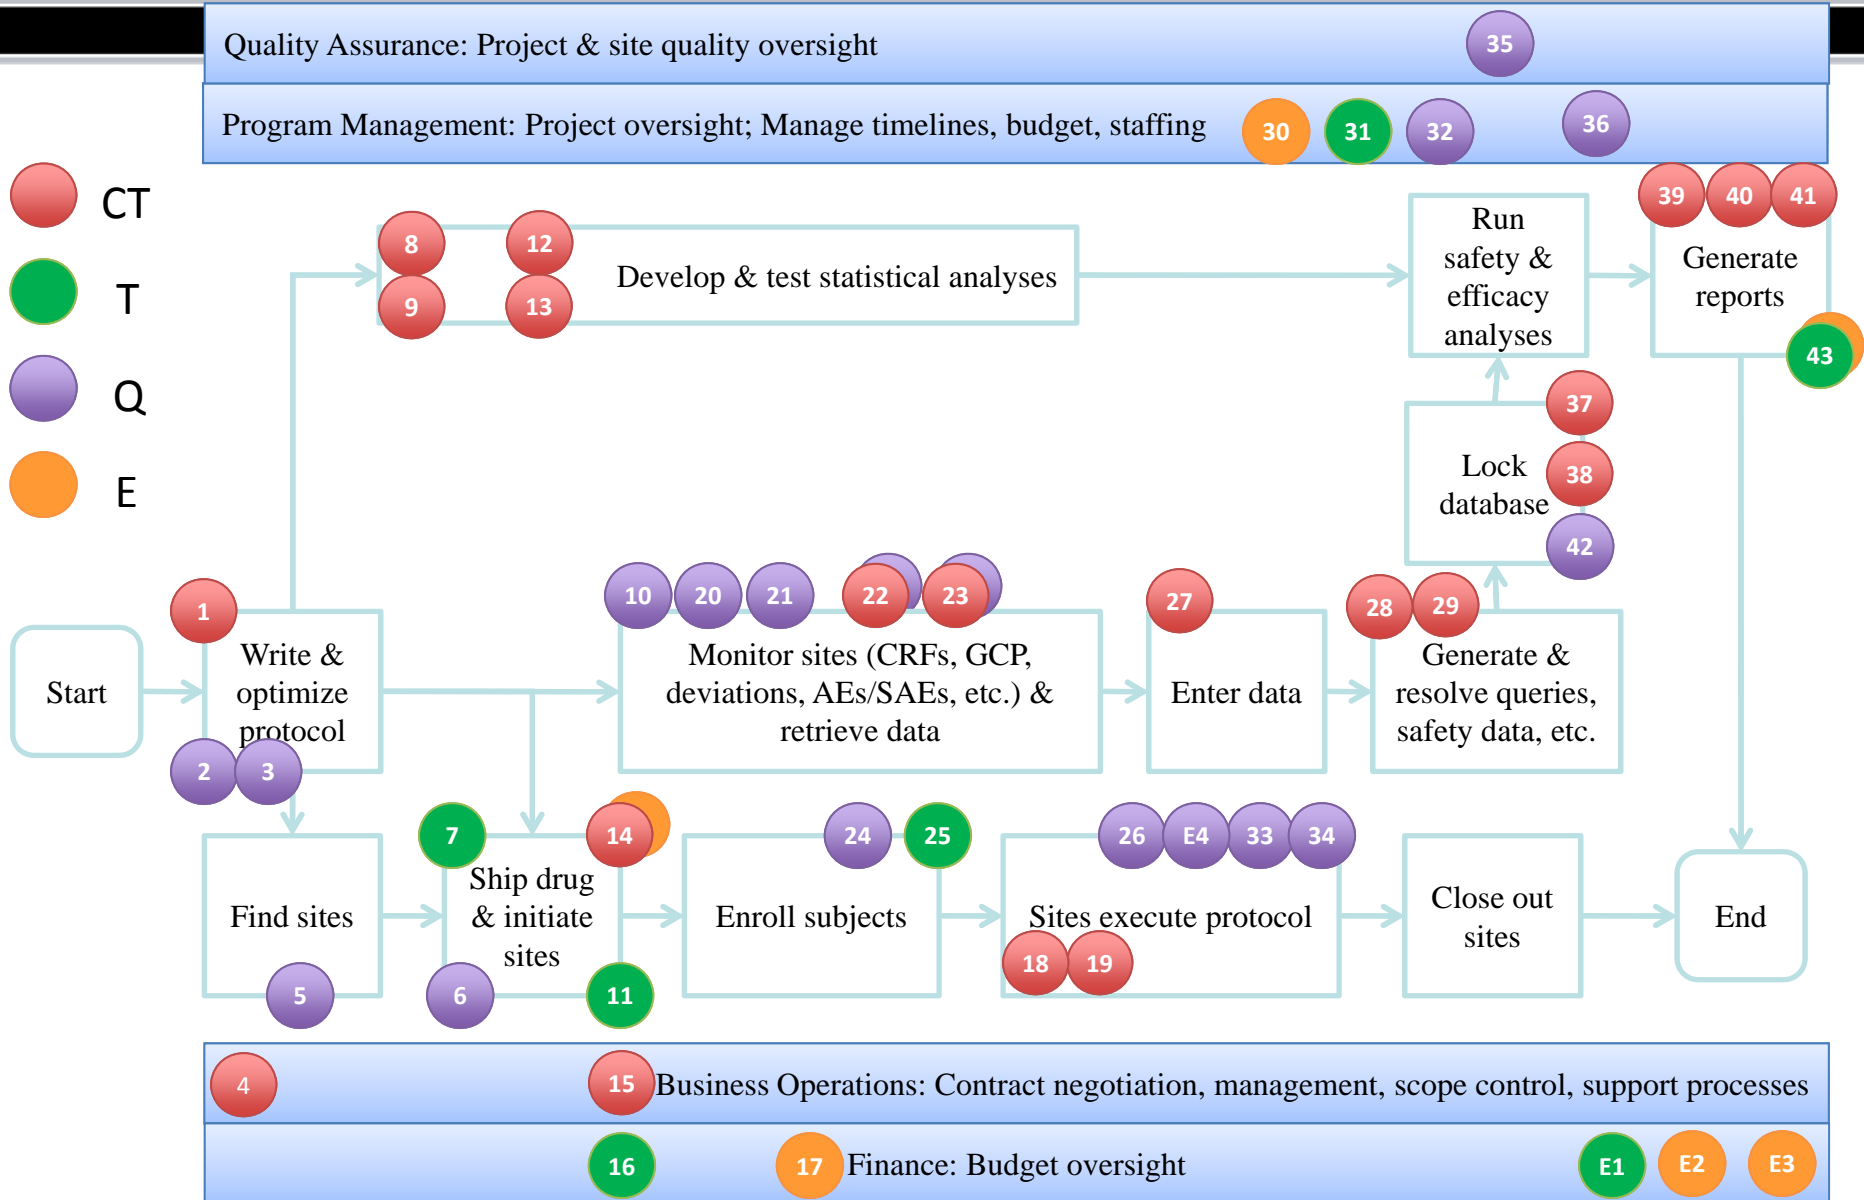 Quality Assurance: Project & site quality oversight
35
Program Management: Project oversight; Manage timelines, budget, staffing
30
31
32
36
CT
T
Q
E
8
12
9
13
Develop & test statistical analyses
Run
safety &
efficacy
analyses
39
40
41
Generate
reports
43
37
Lock
38
database
42
10
20
21
22
23
27
28
29
1
Start
Write &
optimize
protocol
2
3
Monitor sites (CRFs, GCP,
deviations, AEs/SAEs, etc.) &
retrieve data
Enter data
Generate &
resolve queries,
safety data, etc.
7
14
24
25
26
E4
33
34
Find sites
5
Ship drug
& initiate
sites
6
11
Enroll subjects
Sites execute protocol
18
19
Close out
sites
End
4
15
Business Operations: Contract negotiation, management, scope control, support processes
16
17
Finance: Budget oversight
E1
E2
E3